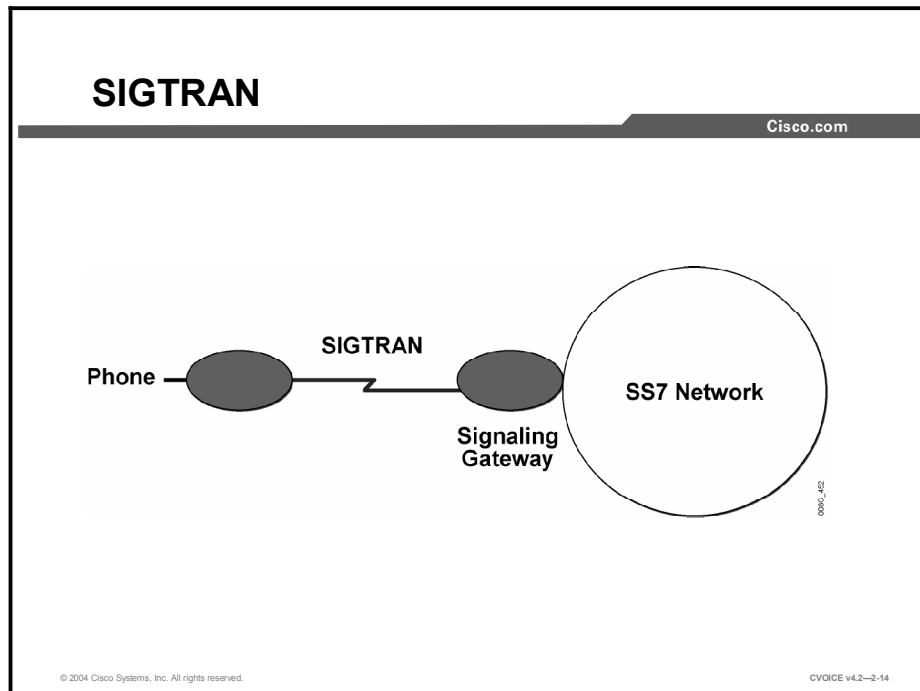 SIGTRAN
Cisco.com
SIGTRAN
Phone
SS7 Network
Signaling
Gateway
© 2004 Cisco Systems, Inc. All rights reserved.
CVOICE v4.2—2-14